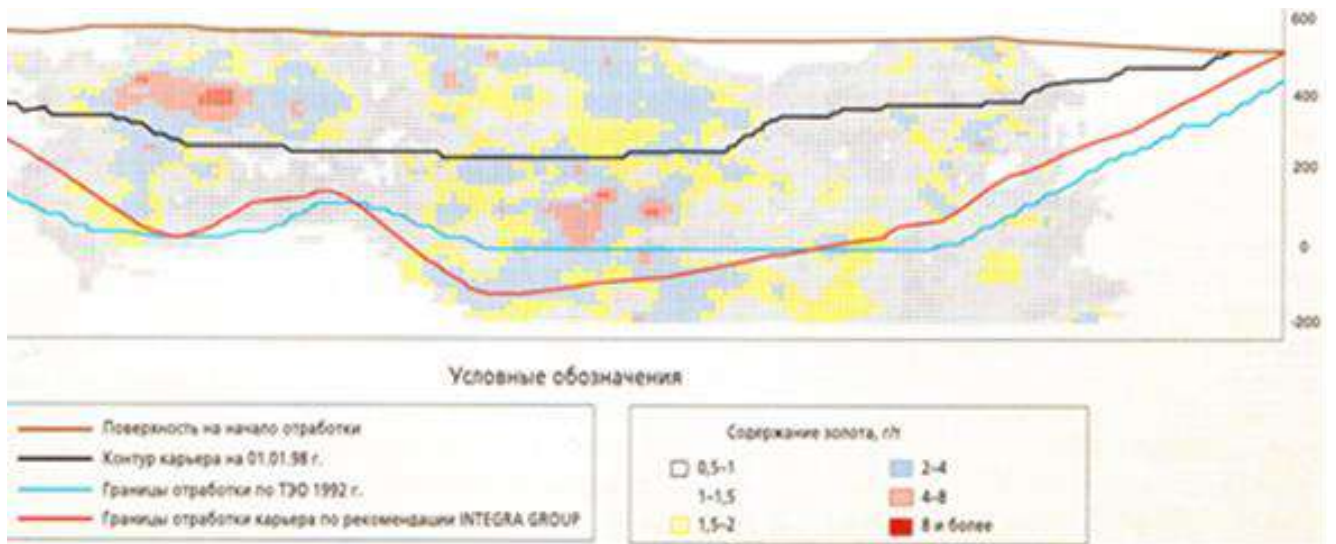 600
400
200
0
-200
Условные обозначения
Поверхность на начало отработки
Контур карьера на 01.01.98 г.
Границы отработки по ТЭО 1992 г.
Границы отработки карьера по рекомендации INTEGRA GROUP
Содержание золота, г/т
0,5–1
1–1,5
1,5–2
2–4
4–8
8 и более